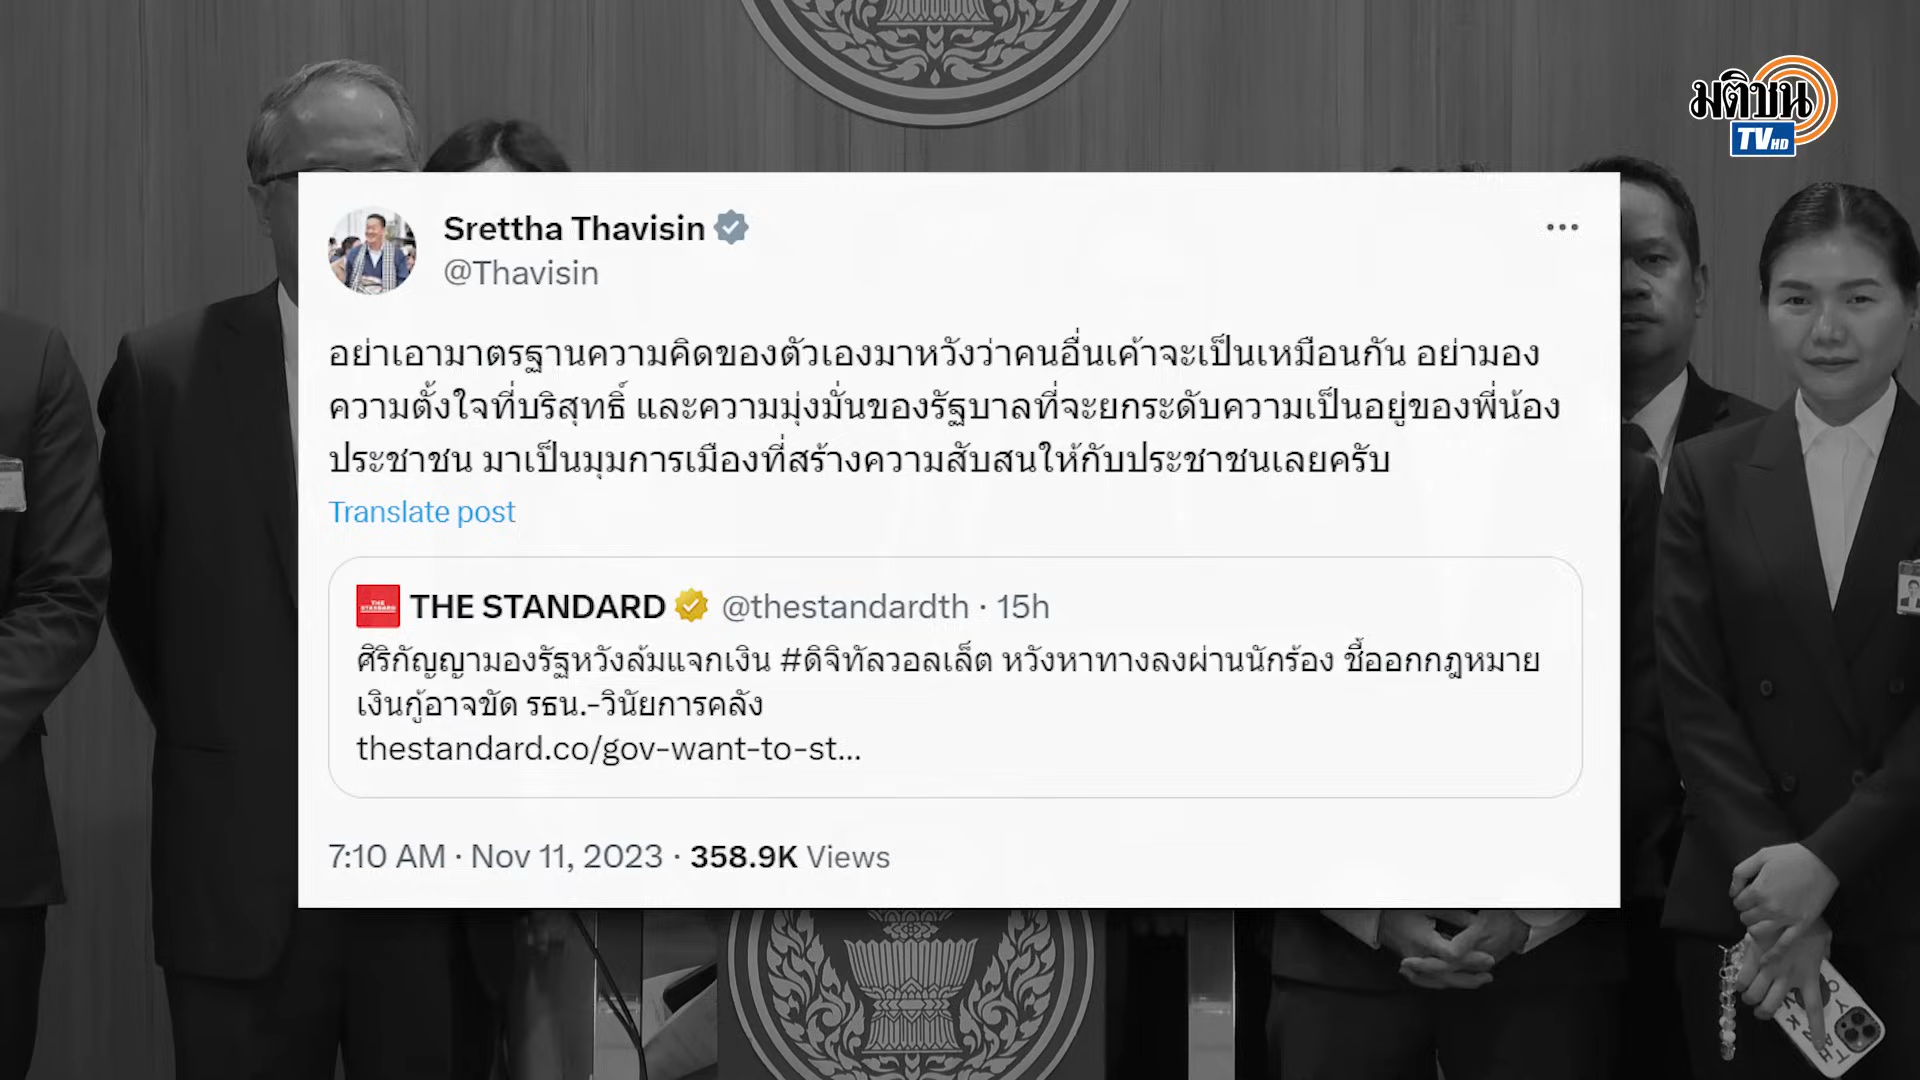 มติชน
TV HD
Srettha Thavisin
@Thavisin
อย่าเอามาตรฐานความคิดของตัวเองมาหวังว่าคนอื่นเค้าจะเป็นเหมือนกัน อย่ามอง
ความตั้งใจที่บริสุทธิ์ และความมุ่งมั่นของรัฐบาลที่จะยกระดับความเป็นอยู่ของพี่น้อง
ประชาชน มาเป็นมุมการเมืองที่สร้างความสับสนให้กับประชาชนเลยครับ
Translate post
THE STANDARD
THE STANDARD @thestandardth · 15h
ศิริกัญญามองรัฐหวังล้มแจกเงิน #ดิจิทัลวอลเล็ต หวังหาทางลงผ่านนักร้อง ชี้ออกกฎหมาย
เงินกู้อาจขัด รธน.-วินัยการคลัง
thestandard.co/gov-want-to-st...
7:10 AM · Nov 11, 2023 · 358.9K Views